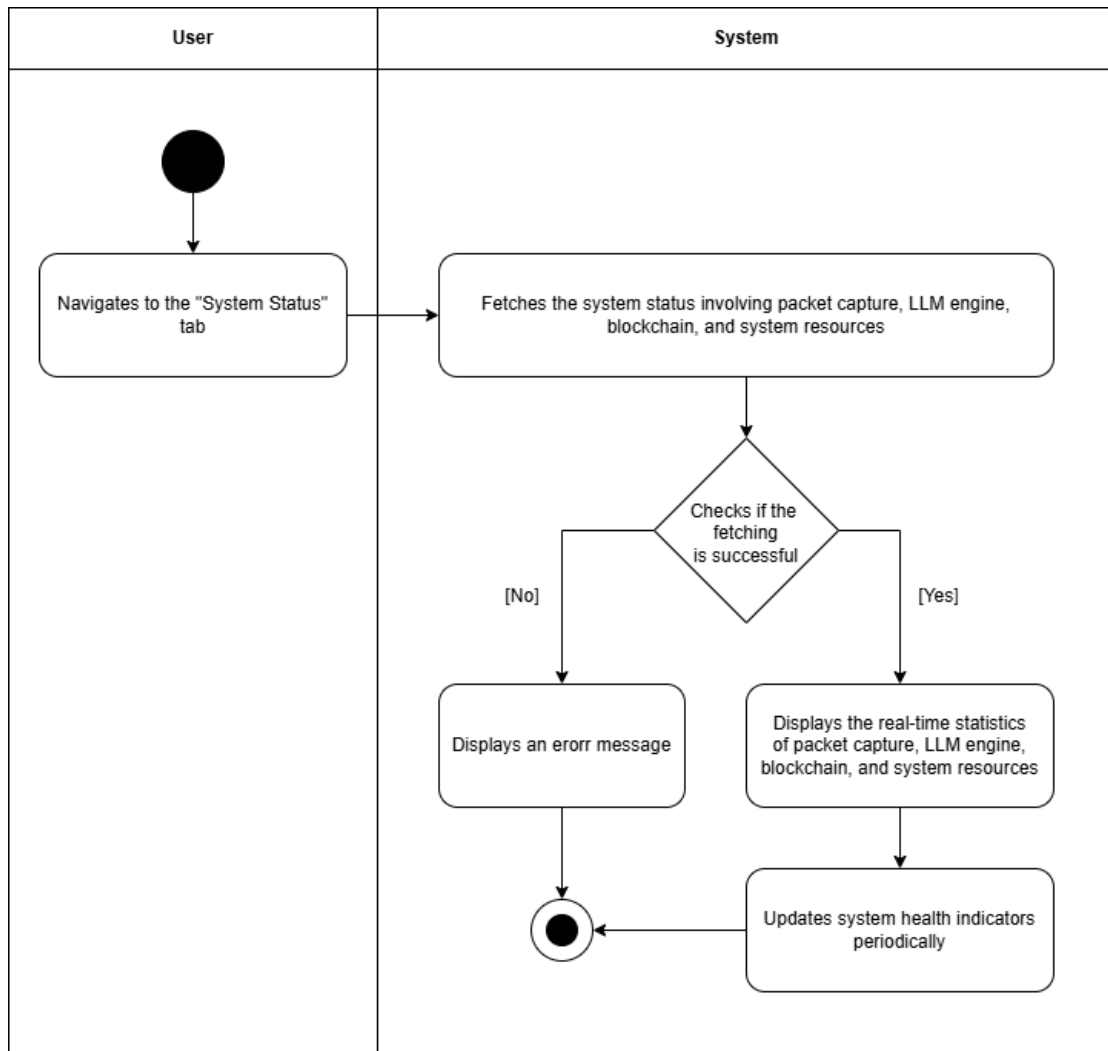 User
System
Navigates to the "System Status"
tab
Fetches the system status involving packet capture, LLM engine,
blockchain, and system resources
Checks if the
fetching
is successful
[No]
[Yes]
Displays an erorr message
Displays the real-time statistics
of packet capture, LLM engine,
blockchain, and system resources
Updates system health indicators
periodically